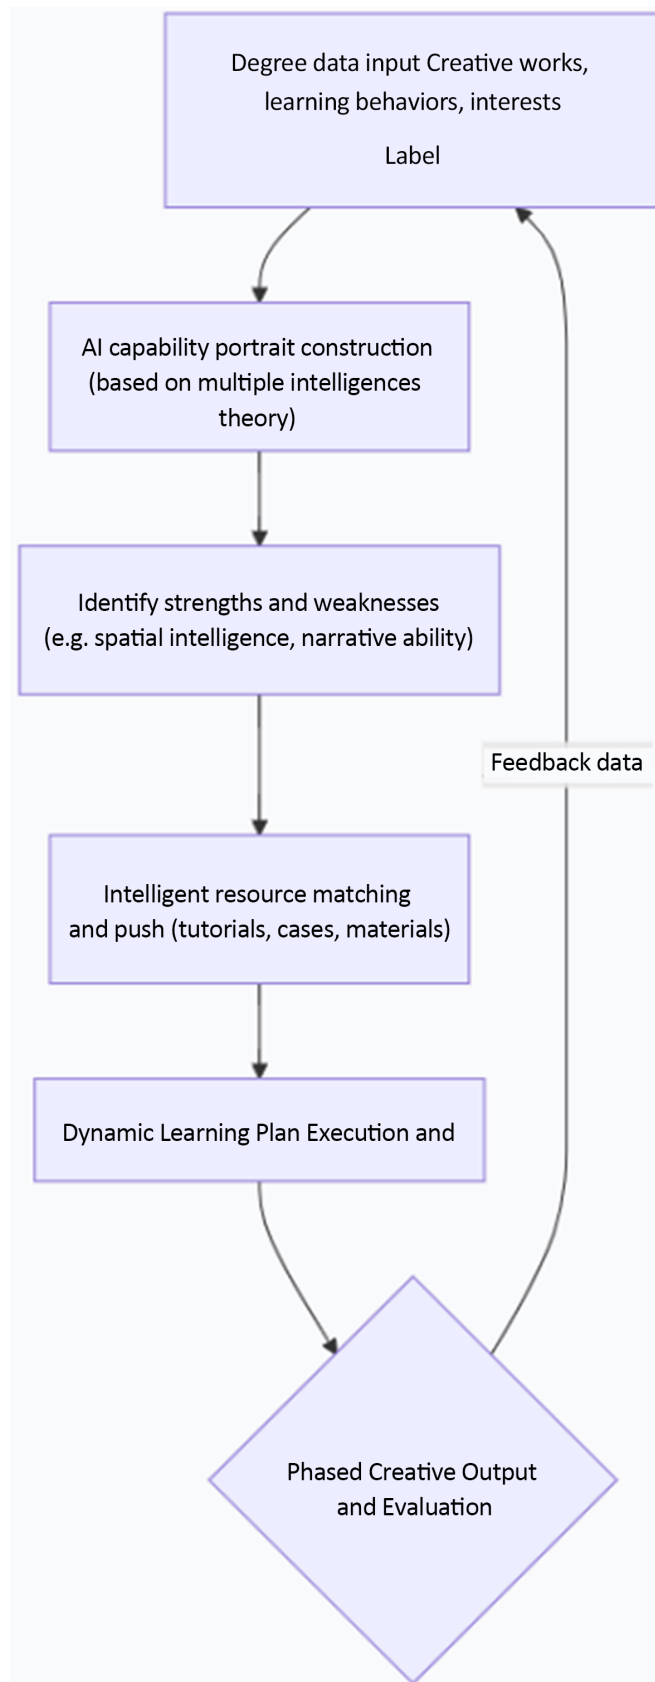 Degree data input Creative works,
learning behaviors, interests
Label
AI capability portrait construction
(based on multiple intelligences
theory)
Identify strengths and weaknesses
(e.g. spatial intelligence, narrative ability)
Feedback data
Intelligent resource matching
and push (tutorials, cases, materials)
Dynamic Learning Plan Execution and
Phased Creative Output
and Evaluation